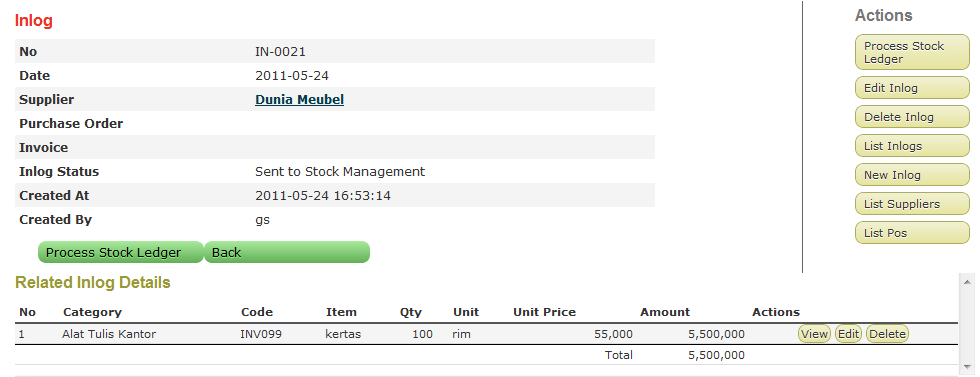 Inlog
No IN-0021
Date 2011-05-24
Supplier Dunia Meubel
Purchase Order
Invoice
Inlog Status Sent to Stock Management
Created At 2011-05-24 16:53:14
Created By gs
Process Stock Ledger Back
Actions
Process Stock
Ledger
Edit Inlog
Delete Inlog
List Inlogs
New Inlog
List Suppliers
List Pos
Related Inlog Details
No Category Code Item Qty Unit Unit Price Amount Actions
1 Alat Tulis Kantor INV099 kertas 100 rim 55,000 5,500,000 View Edit Delete
Total 5,500,000